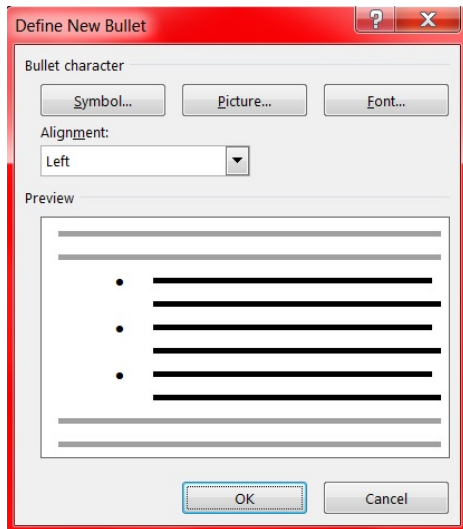 Define New Bullet ? X
Bullet character
Symbol... Picture... Font...
Alignment:
Left
Preview
OK Cancel